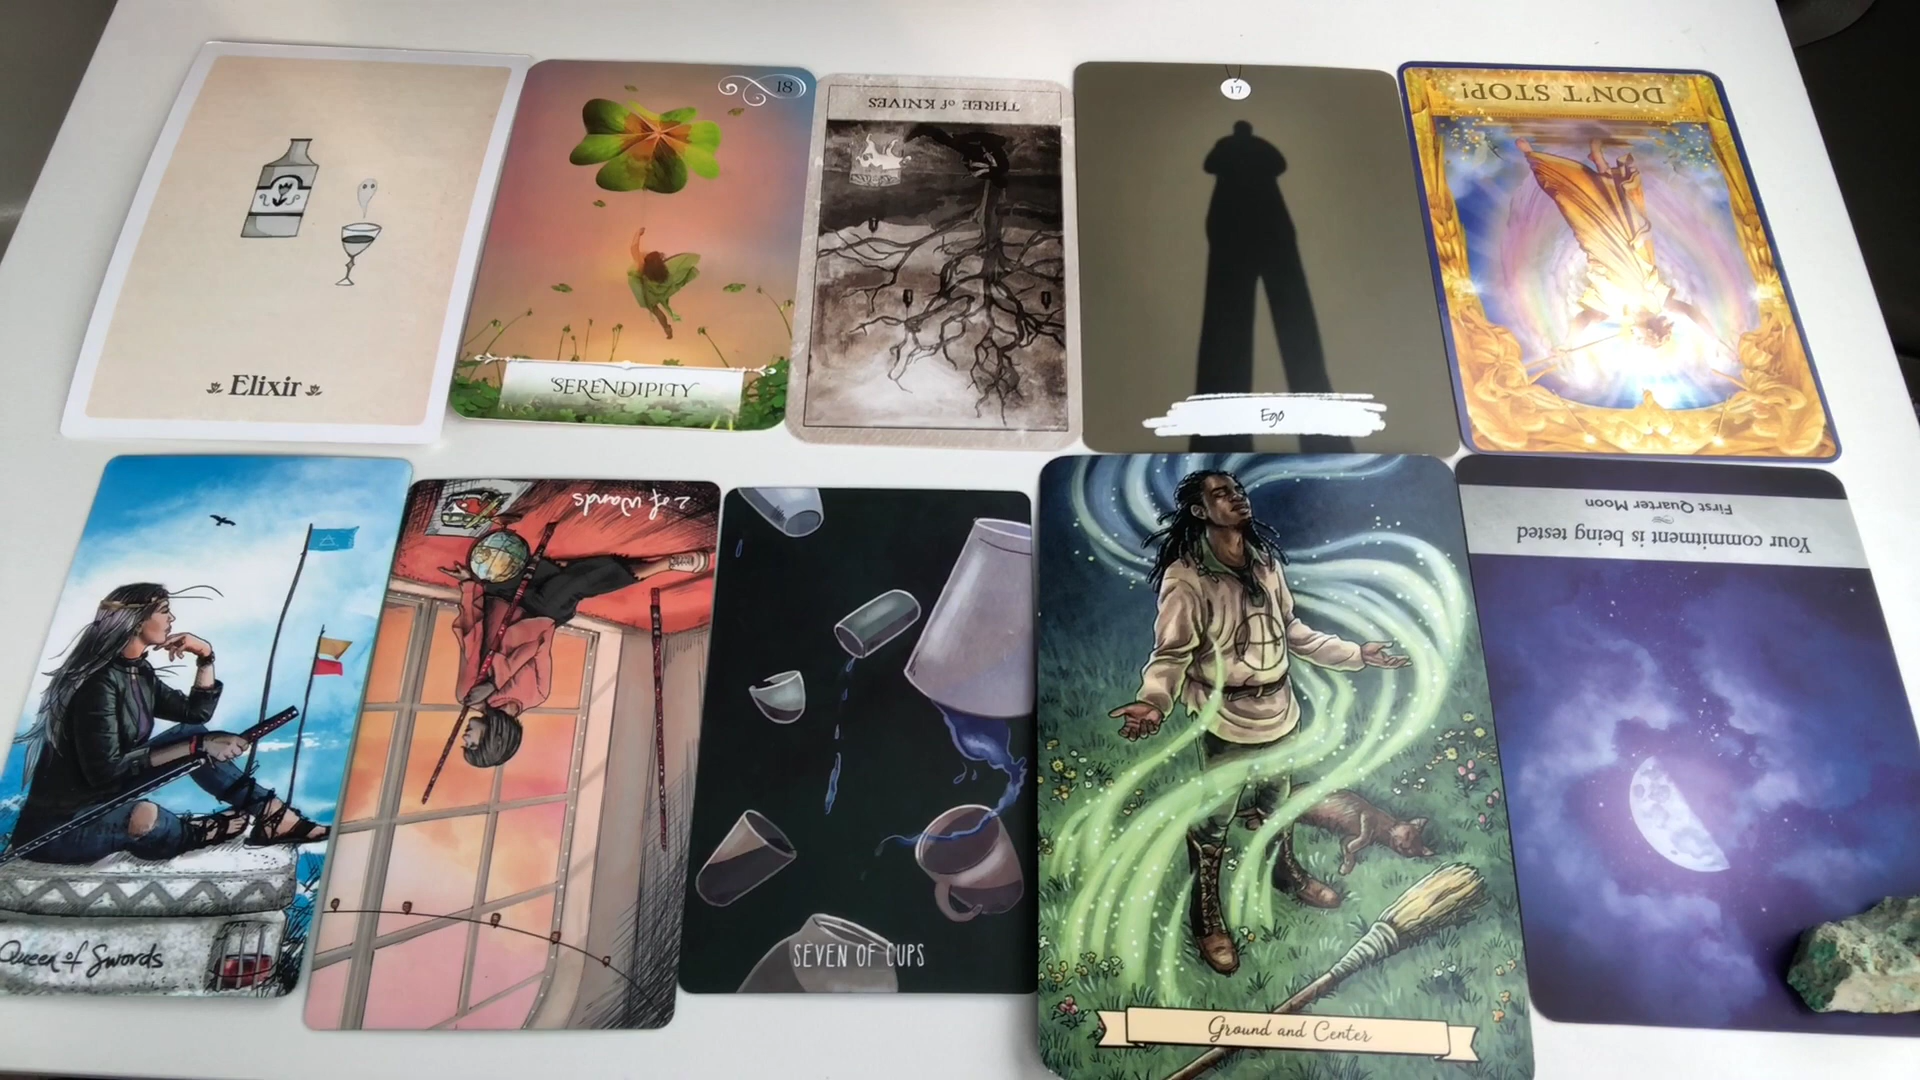 Elixir
18
SERENDIPITY
THREE of KNIVES
17
Ego
DON'T STOP!
Queen of Swords
2 of Wands
SEVEN OF CUPS
Ground and Center
Your commitment is being tested
First Quarter Moon